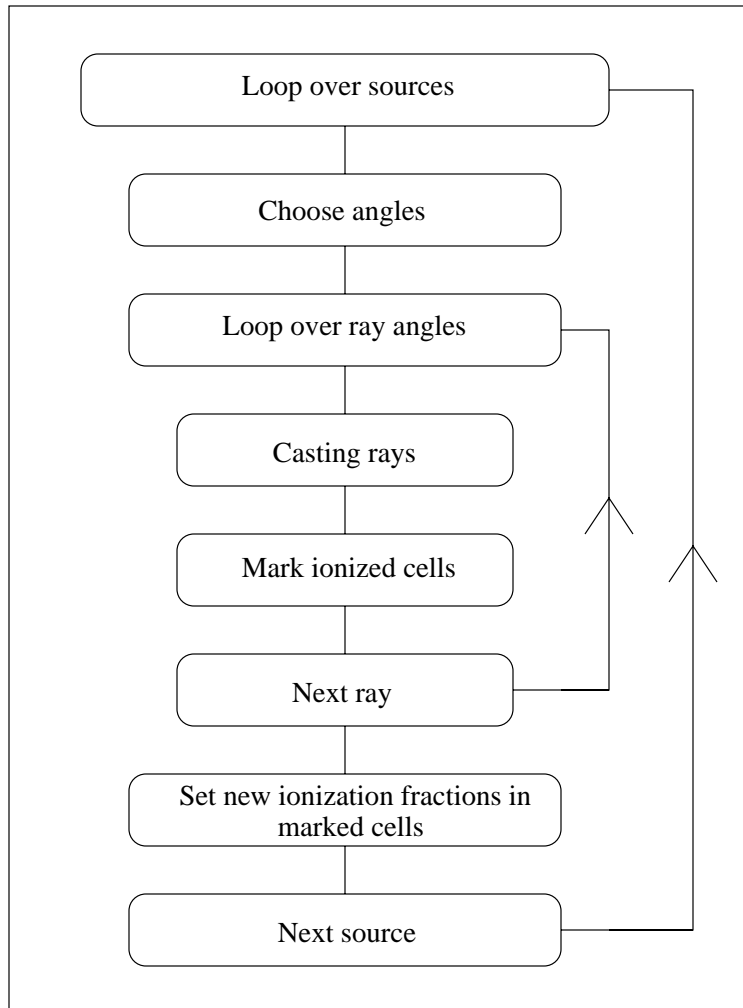 Loop over sources
Choose angles
Loop over ray angles
Casting rays
Mark ionized cells
Next ray
Set new ionization fractions in
marked cells
Next source